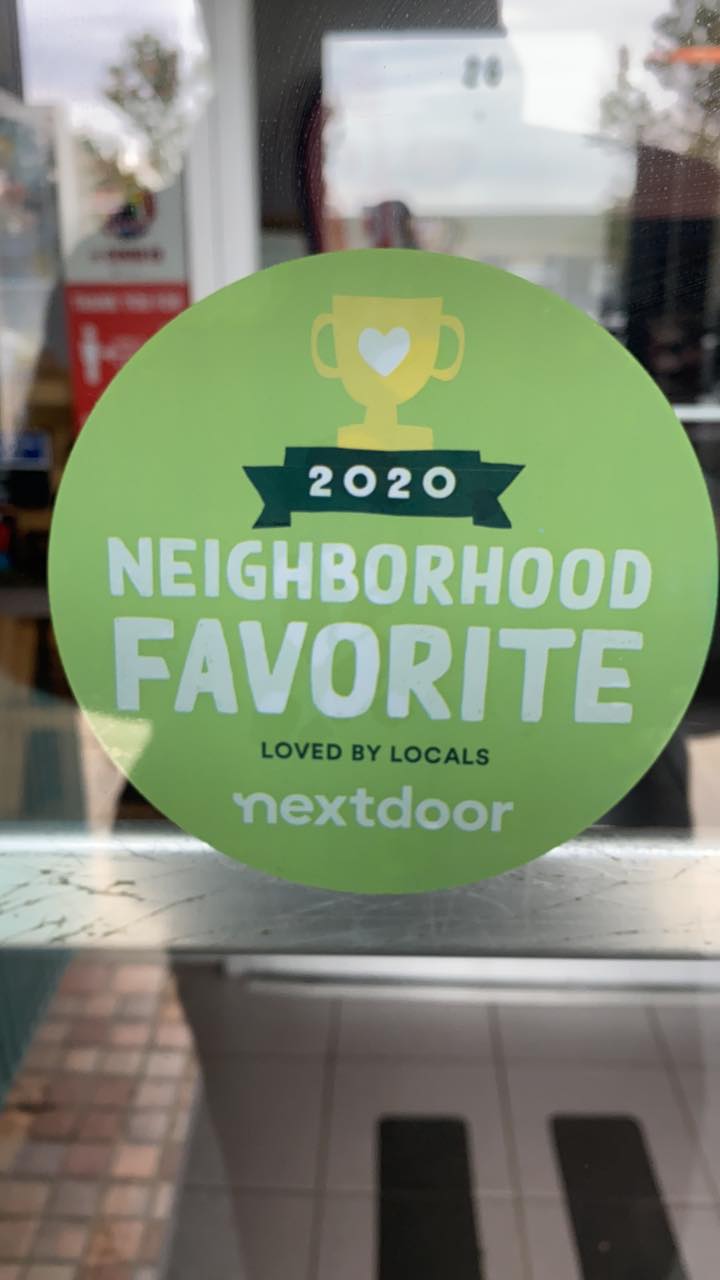 2020
NEIGHBORHOOD
FAVORITE
LOVED BY LOCALS
nextdoor